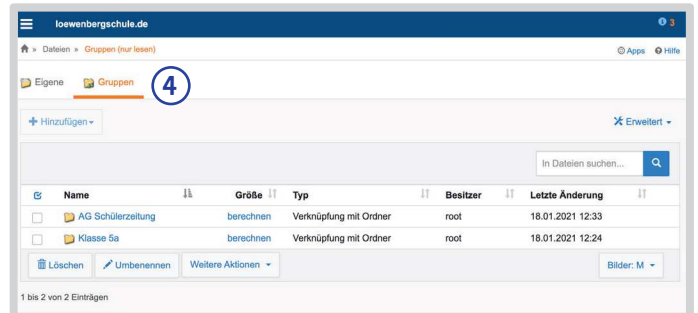 loewenbergschule.de 3
» Dateien » Gruppen (nur lesen) Apps Hilfe
Eigene Gruppen 4
Hinzufügen Erweitert
In Dateien suchen...
Name Größe Typ Besitzer Letzte Änderung
AG Schülerzeitung berechnen Verknüpfung mit Ordner root 18.01.2021 12:33
Klasse 5a berechnen Verknüpfung mit Ordner root 18.01.2021 12:24
Löschen Umbenennen Weitere Aktionen Bilder: M
1 bis 2 von 2 Einträgen